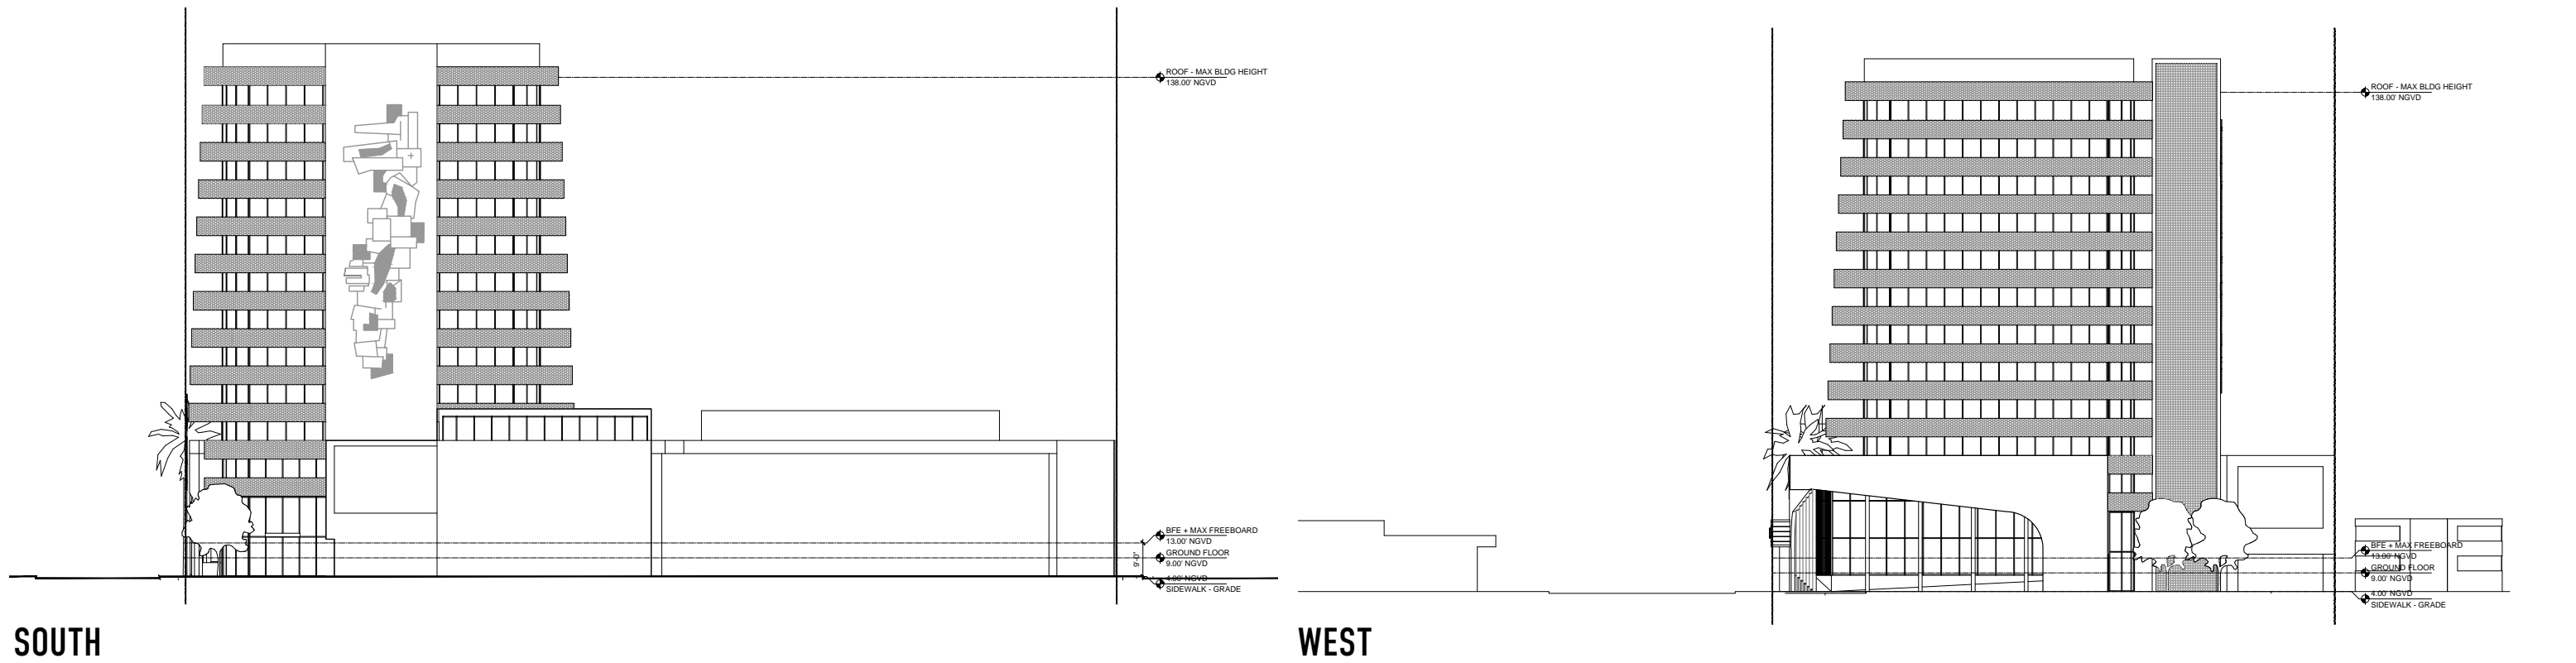 ROOF - MAX BLDG HEIGHT
138.00' NGVD
BFE + MAX FREEBOARD
13.00' NGVD
GROUND FLOOR
9.00' NGVD
9'-0"
4.00' NGVD
SIDEWALK - GRADE
SOUTH
ROOF - MAX BLDG HEIGHT
138.00' NGVD
BFE + MAX FREEBOARD
13.00' NGVD
GROUND FLOOR
9.00' NGVD
4.00' NGVD
SIDEWALK - GRADE
WEST